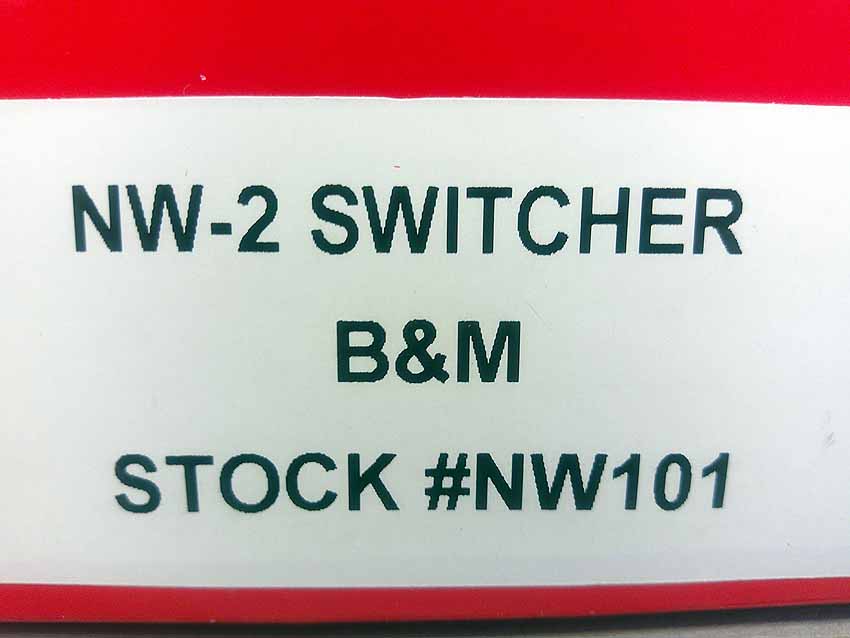 NW-2 SWITCHER
B&M
STOCK #NW101